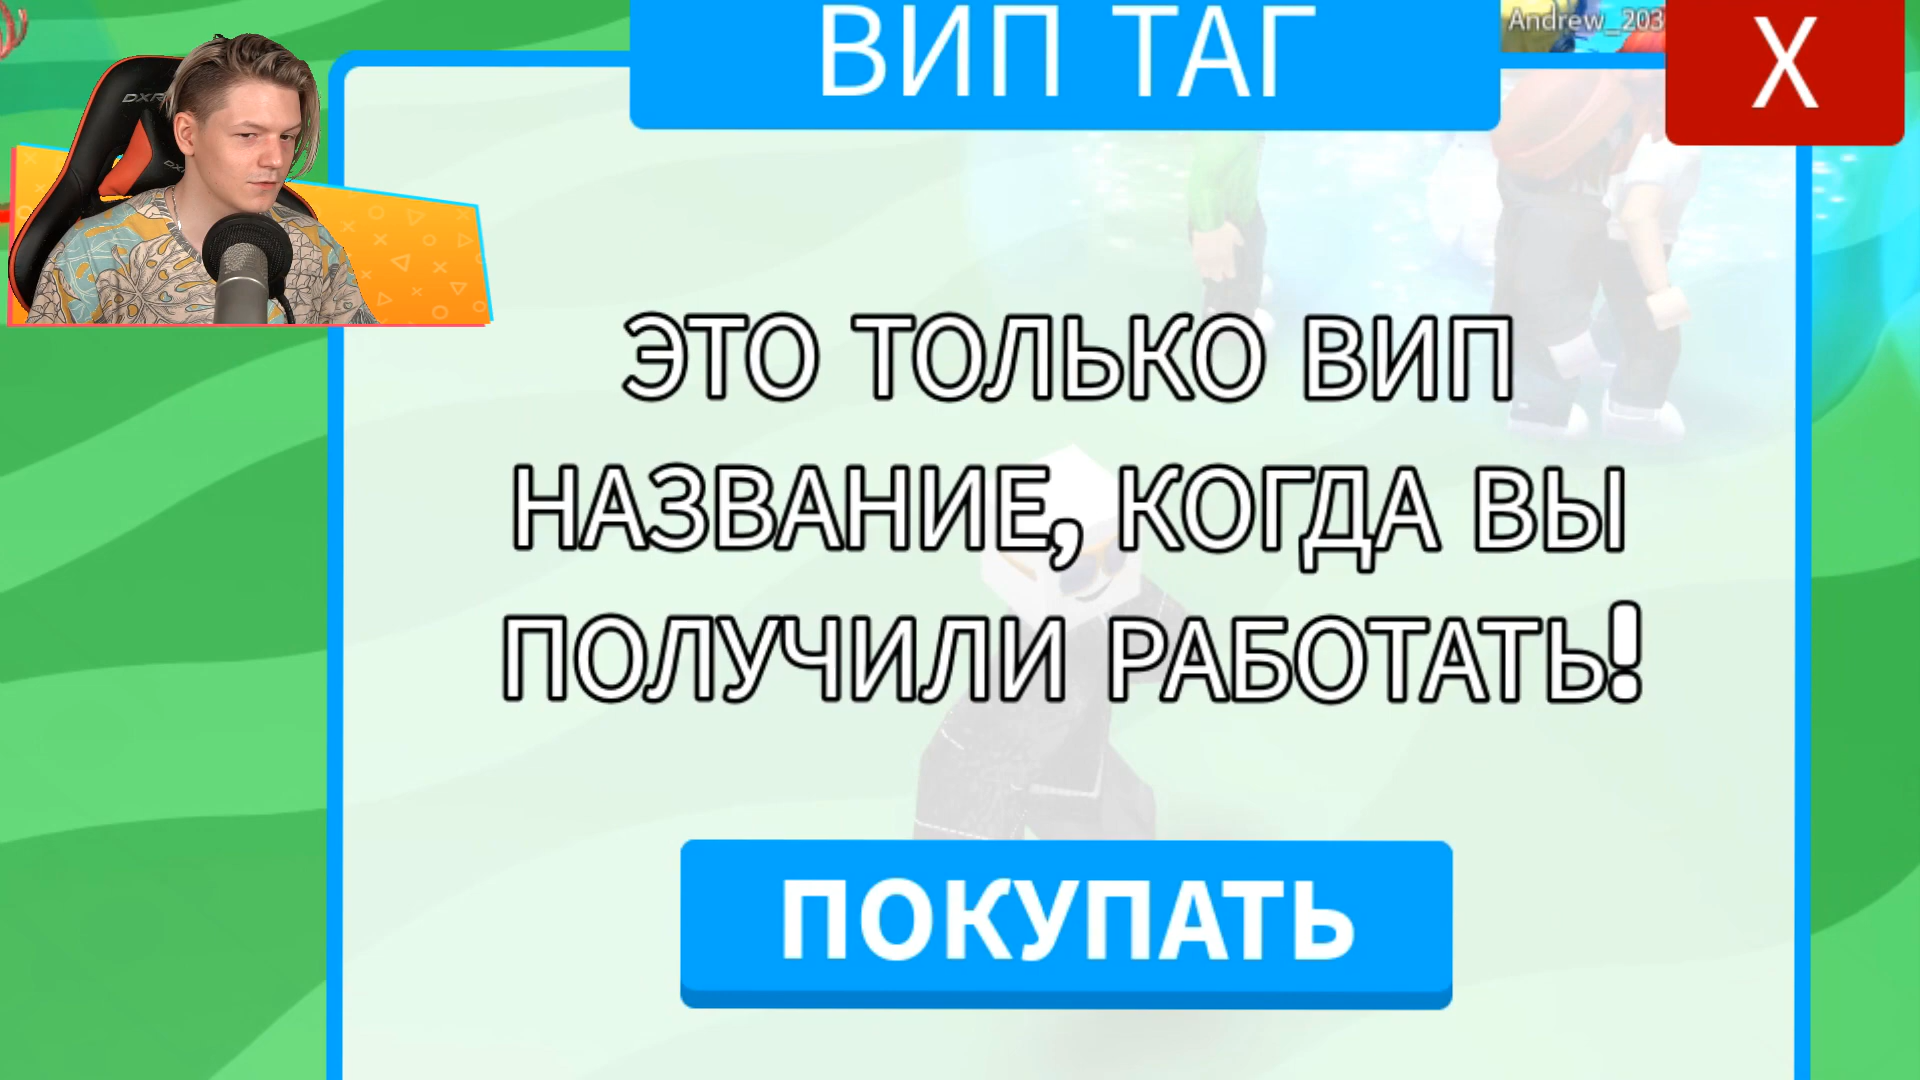 ВИП ТАГ
Andrew_203
X
ЭТО ТОЛЬКО ВИП
НАЗВАНИЕ, КОГДА ВЫ
ПОЛУЧИЛИ РАБОТАТЬ!
ПОКУПАТЬ